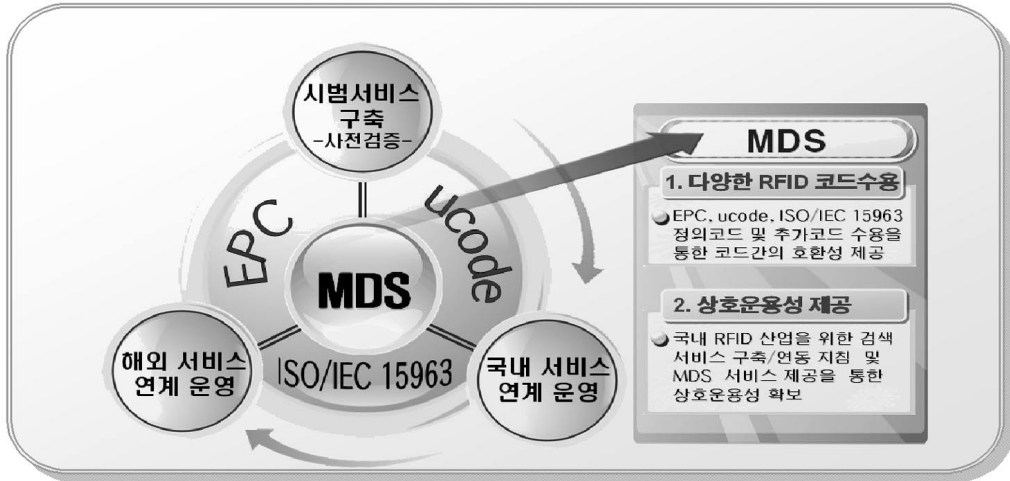 시범서비스
구축
-사전검증-
EPC
ucode
MDS
ISO/IEC 15963
해외 서비스
연계 운영
국내 서비스
연계 운영
MDS
1. 다양한 RFID 코드수용
EPC, ucode, ISO/IEC 15963
정의코드 및 추가코드 수용을
통한 코드간의 호환성 제공
2. 상호운용성 제공
국내 RFID 산업을 위한 검색
서비스 구축/연동 지침 및
MDS 서비스 제공을 통한
상호운용성 확보